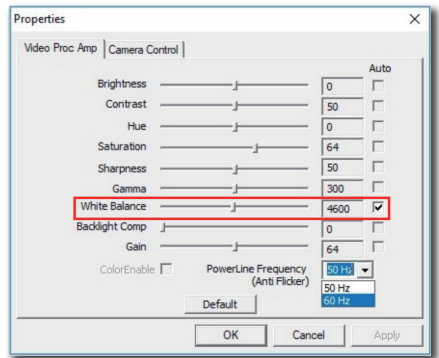 Properties
Video Proc Amp Camera Control
Auto
Brightness 0
Contrast 50
Hue 0
Saturation 64
Sharpness 50
Gamma 300
White Balance 4600
Backlight Comp 0
Gain 64
ColorEnable PowerLine Frequency 50 Hz
(Anti Flicker)
50 Hz
60 Hz
Default
OK Cancel Apply